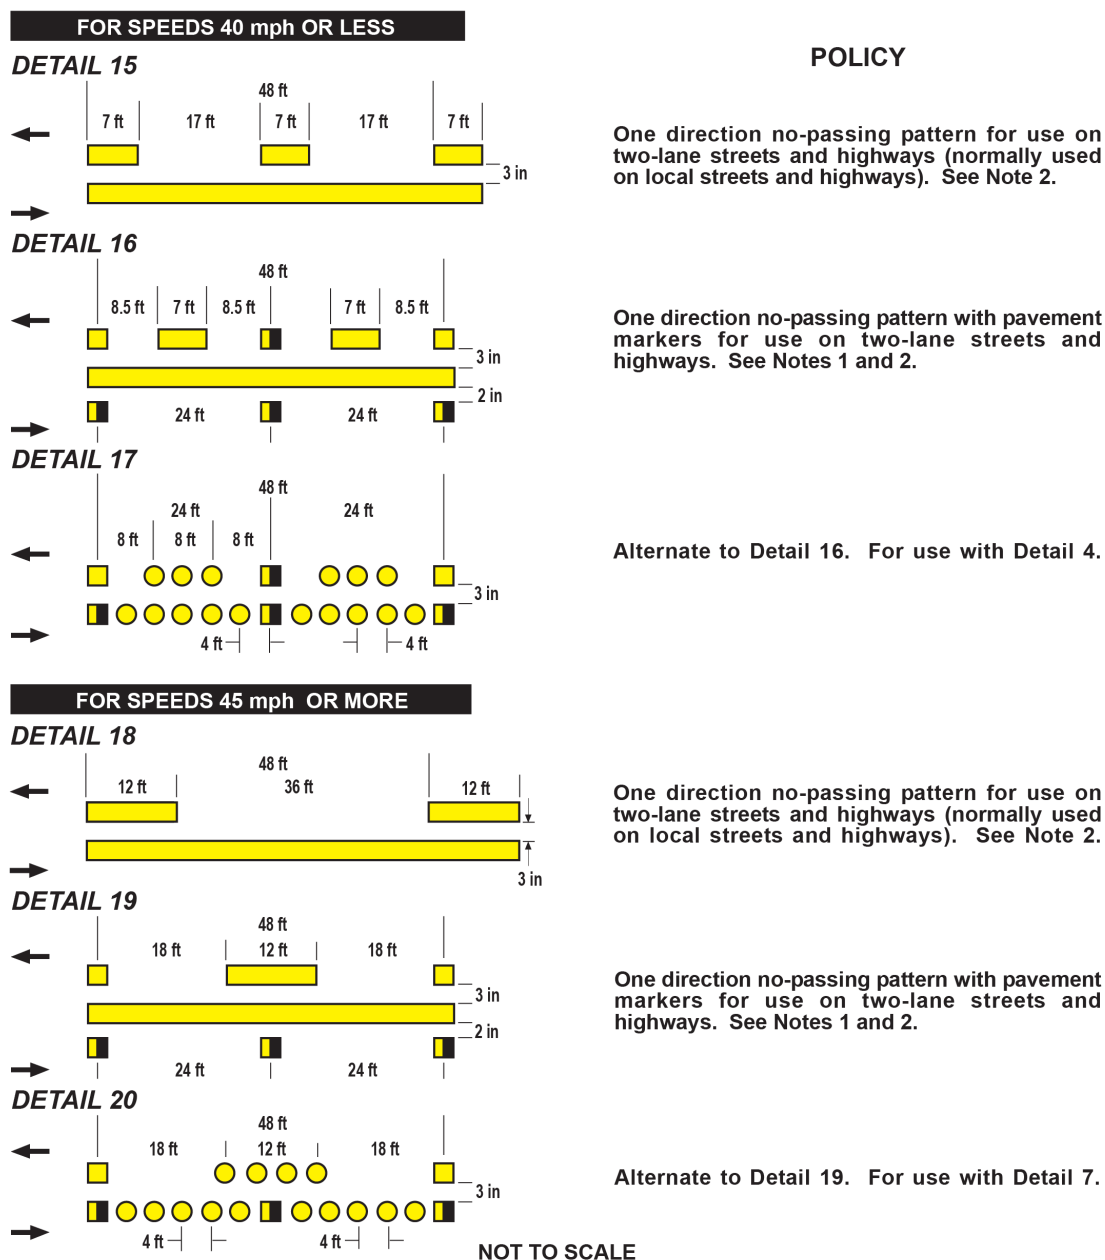 FOR SPEEDS 40 mph OR LESS
POLICY
DETAIL 15
48 ft
7 ft 17 ft 7 ft 17 ft 7 ft
3 in
One direction no-passing pattern for use on
two-lane streets and highways (normally used
on local streets and highways). See Note 2.
DETAIL 16
48 ft
8.5 ft 7 ft 8.5 ft 7 ft 8.5 ft
3 in
2 in
24 ft 24 ft
One direction no-passing pattern with pavement
markers for use on two-lane streets and
highways. See Notes 1 and 2.
DETAIL 17
48 ft
24 ft 24 ft
8 ft 8 ft 8 ft
3 in
4 ft 4 ft
Alternate to Detail 16. For use with Detail 4.
FOR SPEEDS 45 mph OR MORE
DETAIL 18
48 ft
12 ft 36 ft 12 ft
3 in
One direction no-passing pattern for use on
two-lane streets and highways (normally used
on local streets and highways). See Note 2.
DETAIL 19
48 ft
18 ft 12 ft 18 ft
3 in
2 in
24 ft 24 ft
One direction no-passing pattern with pavement
markers for use on two-lane streets and
highways. See Notes 1 and 2.
DETAIL 20
48 ft
18 ft 12 ft 18 ft
3 in
4 ft 4 ft
Alternate to Detail 19. For use with Detail 7.
NOT TO SCALE